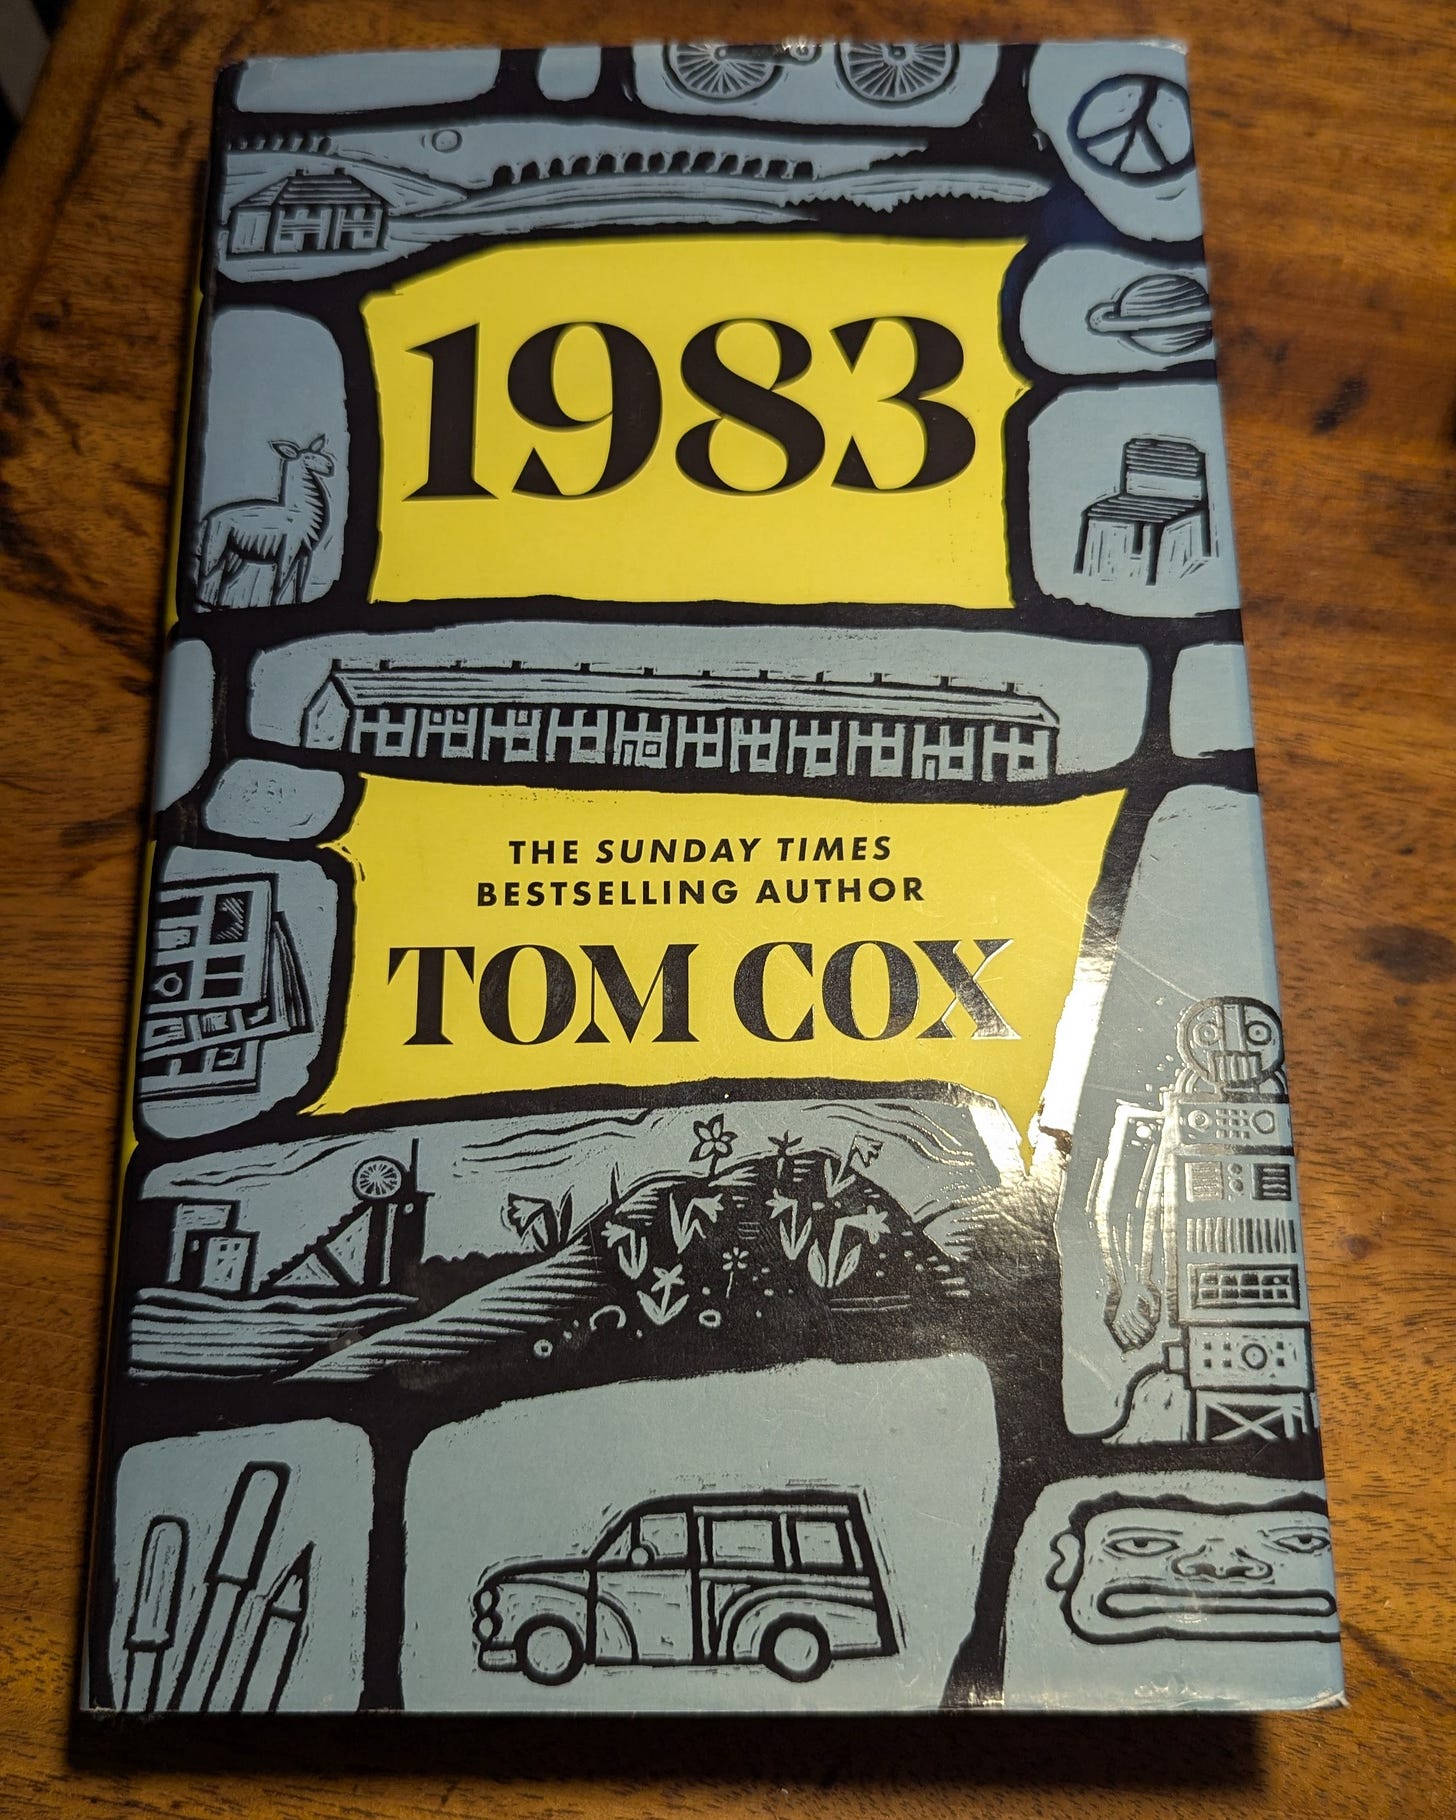 1983
THE SUNDAY TIMES
BESTSELLING AUTHOR
TOM COX